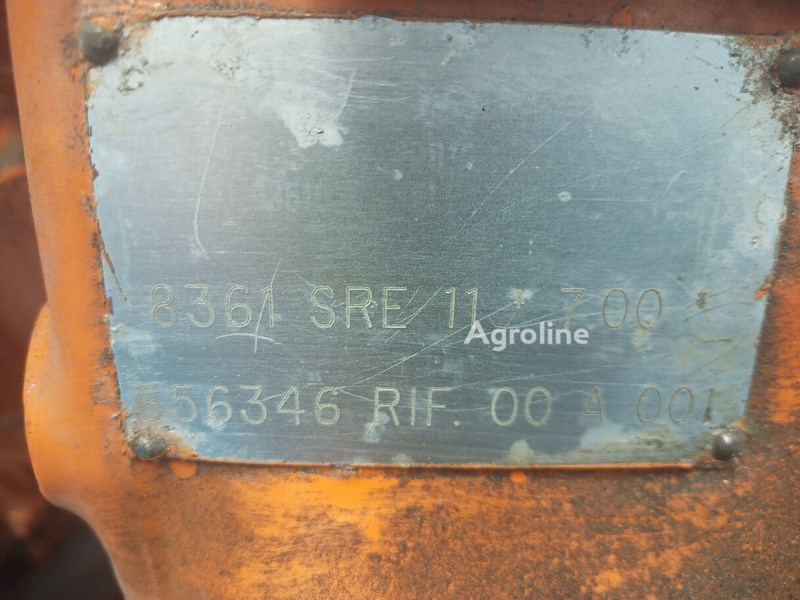 8361 SRE 11 * 700 *
Agroline
656346 RIF. 00 A 001